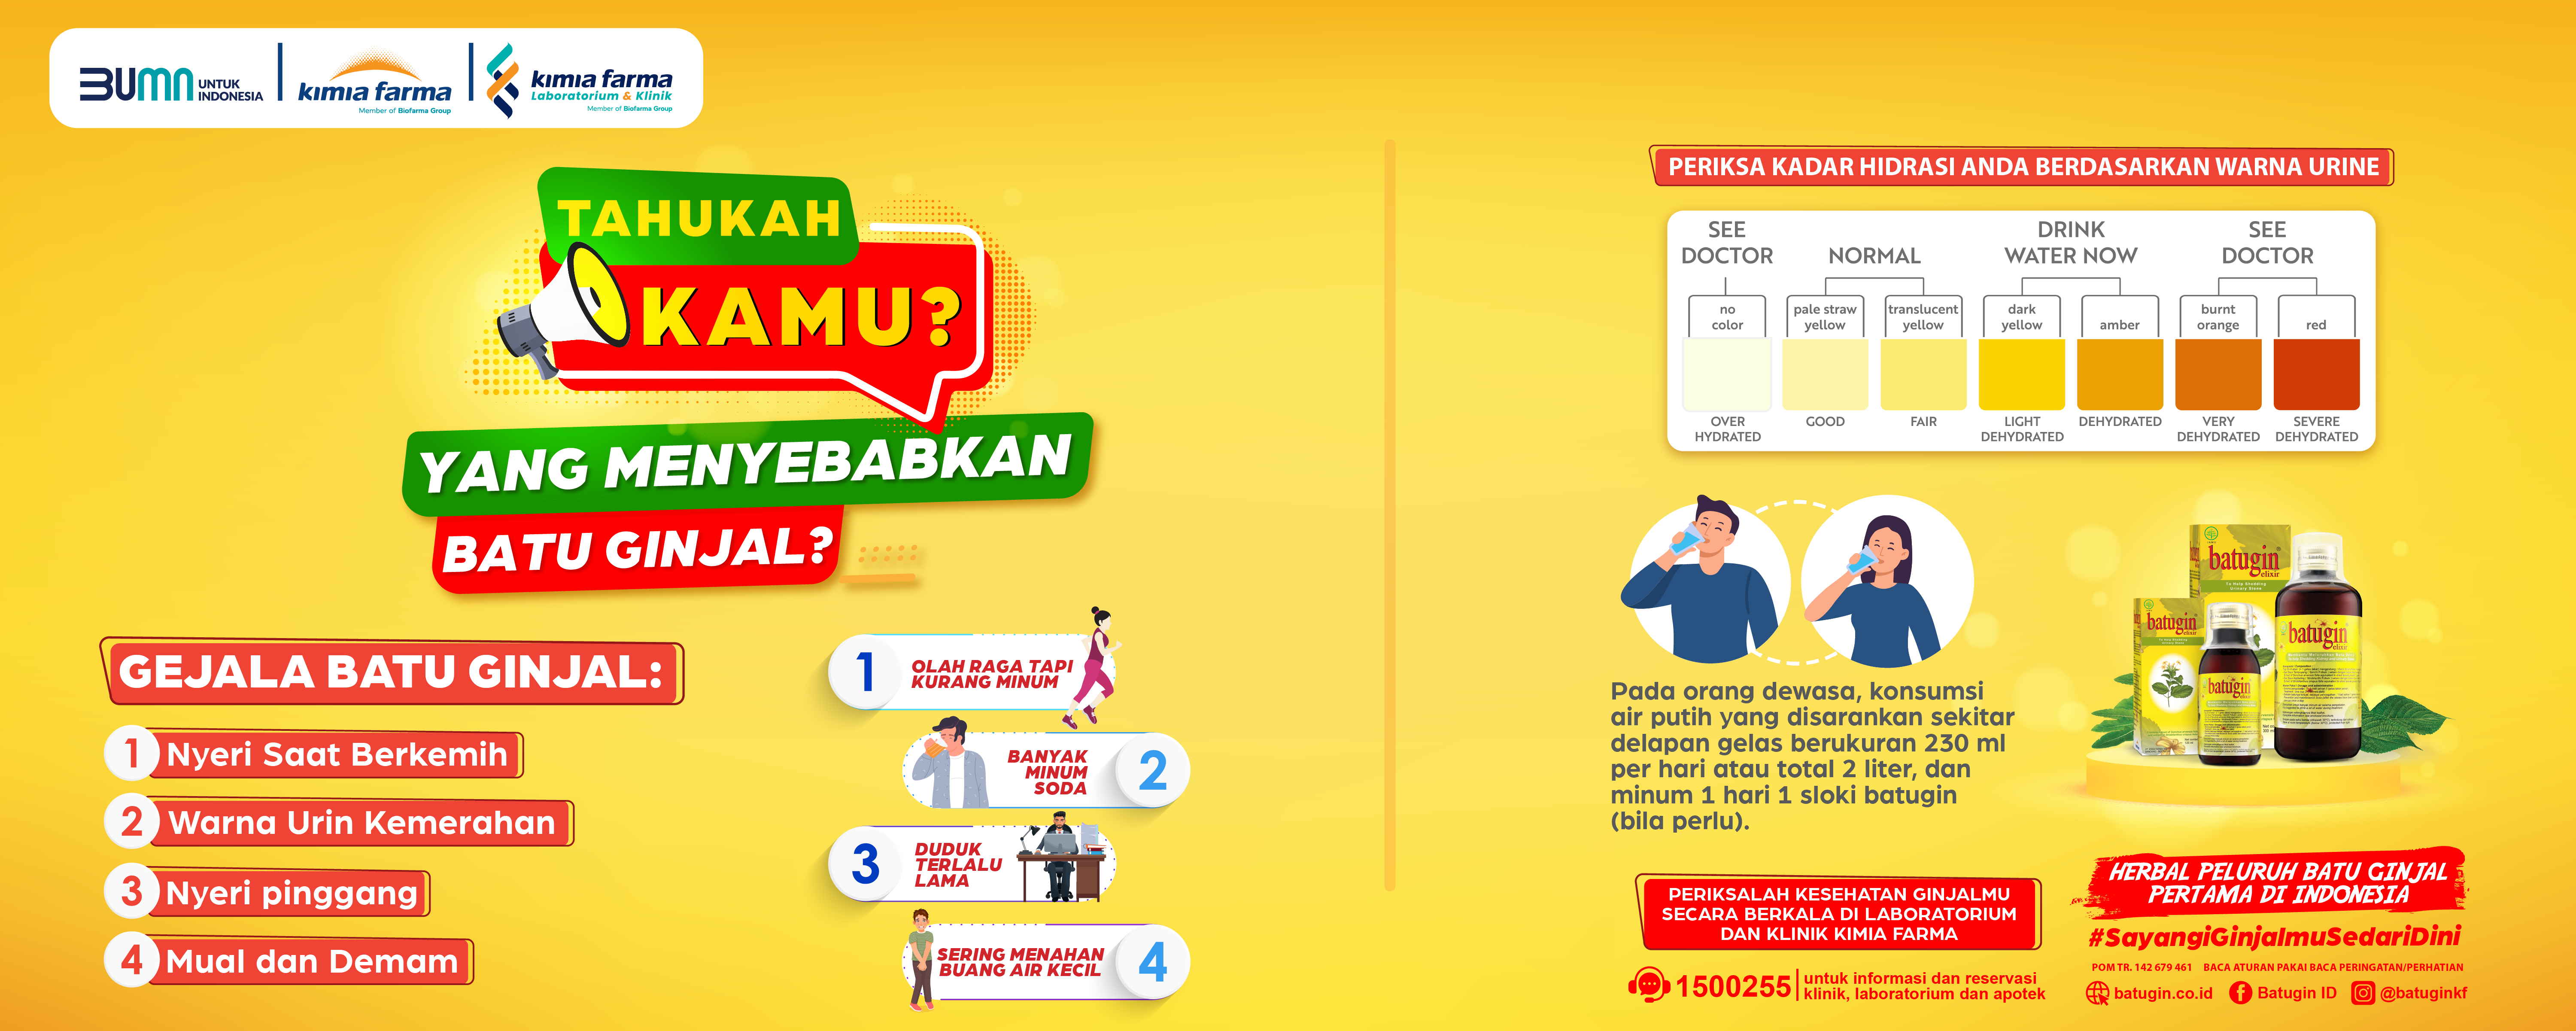 BUMN UNTUK
INDONESIA
kimia farma
Member of Biofarma Group
kimia farma
Laboratorium & Klinik
Member of Biofarma Group
TAHUKAH
KAMU?
YANG MENYEBABKAN
BATU GINJAL?
GEJALA BATU GINJAL:
1 Nyeri Saat Berkemih
2 Warna Urin Kemerahan
3 Nyeri pinggang
4 Mual dan Demam
1 OLAH RAGA TAPI
KURANG MINUM
BANYAK
MINUM
SODA
2
3 DUDUK
TERLALU
LAMA
SERING MENAHAN
BUANG AIR KECIL
4
PERIKSA KADAR HIDRASI ANDA BERDASARKAN WARNA URINE
SEE
DOCTOR
NORMAL
DRINK
WATER NOW
SEE
DOCTOR
no
color
pale straw
yellow
translucent
yellow
dark
yellow
amber
burnt
orange
red
OVER
HYDRATED
GOOD
FAIR
LIGHT
DEHYDRATED
DEHYDRATED
VERY
DEHYDRATED
SEVERE
DEHYDRATED
Pada orang dewasa, konsumsi
air putih yang disarankan sekitar
delapan gelas berukuran 230 ml
per hari atau total 2 liter, dan
minum 1 hari 1 sloki batugin
(bila perlu).
batugin
elixir
To Help Shedding
Urinary Stone
batugin
elixir
batugin
elixir
batugin
PERIKSALAH KESEHATAN GINJALMU
SECARA BERKALA DI LABORATORIUM
DAN KLINIK KIMIA FARMA
1500255
untuk informasi dan reservasi
klinik, laboratorium dan apotek
HERBAL PELURUH BATU GINJAL
PERTAMA DI INDONESIA
#SayangiGinjalmuSedariDini
POM TR. 142 679 461 BACA ATURAN PAKAI BACA PERINGATAN/PERHATIAN
batugin.co.id Batugin ID @batuginkf